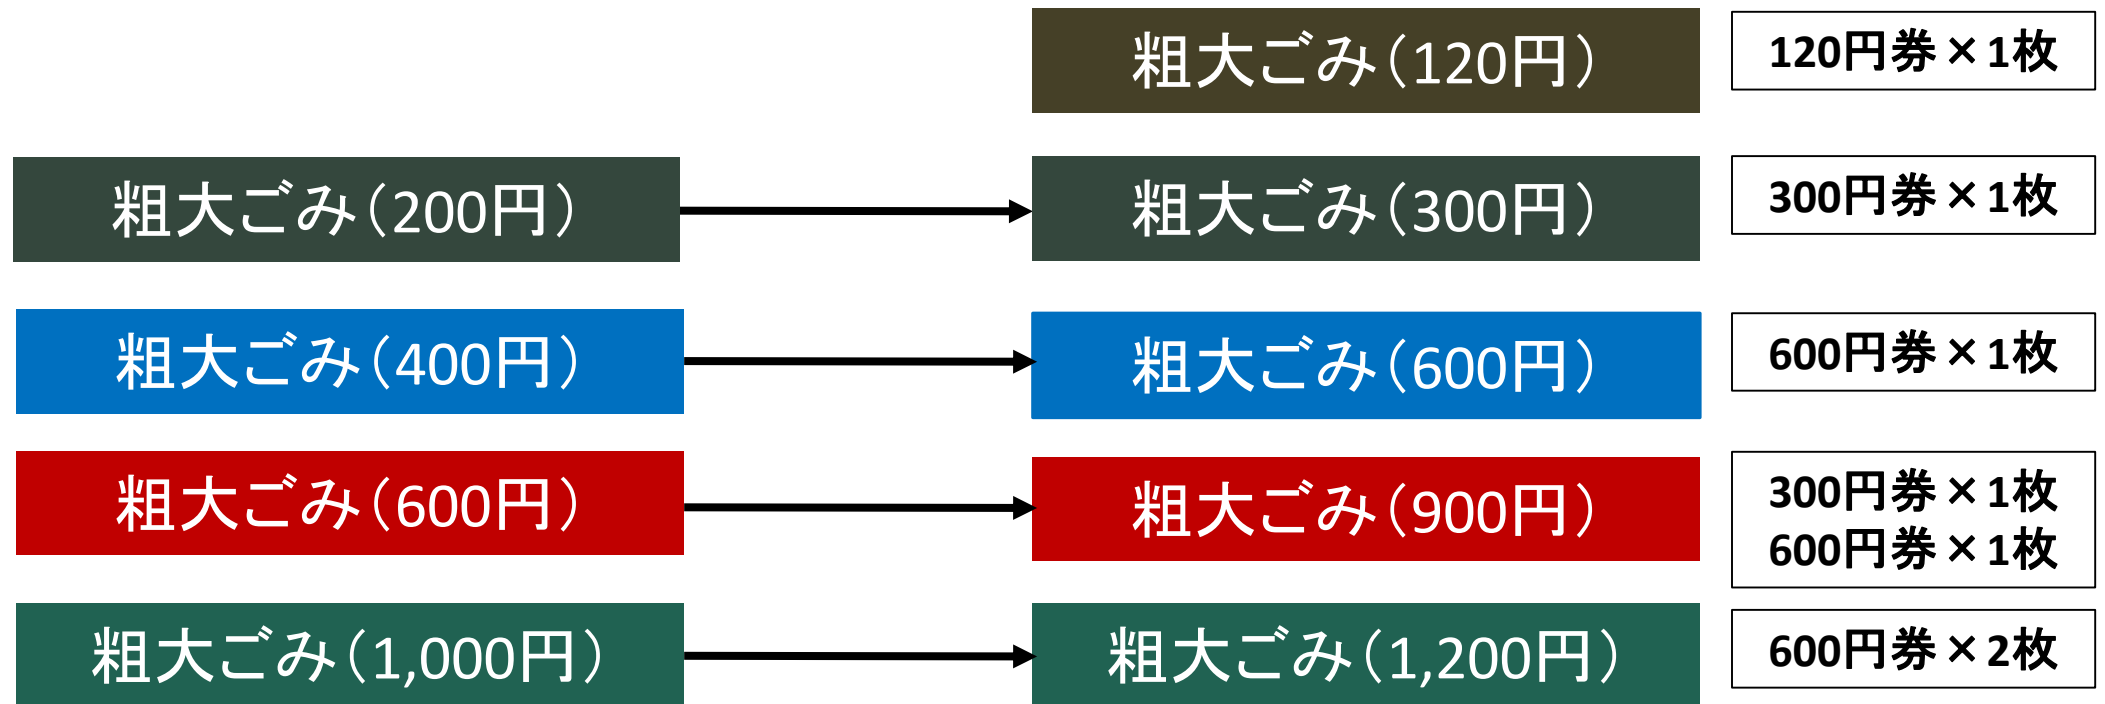 粗大ごみ（120円）
120円券×1枚
粗大ごみ（200円）
粗大ごみ（300円）
300円券×1枚
粗大ごみ（400円）
粗大ごみ（600円）
600円券×1枚
粗大ごみ（600円）
粗大ごみ（900円）
300円券×1枚
600円券×1枚
粗大ごみ（1,000円）
粗大ごみ（1,200円）
600円券×2枚